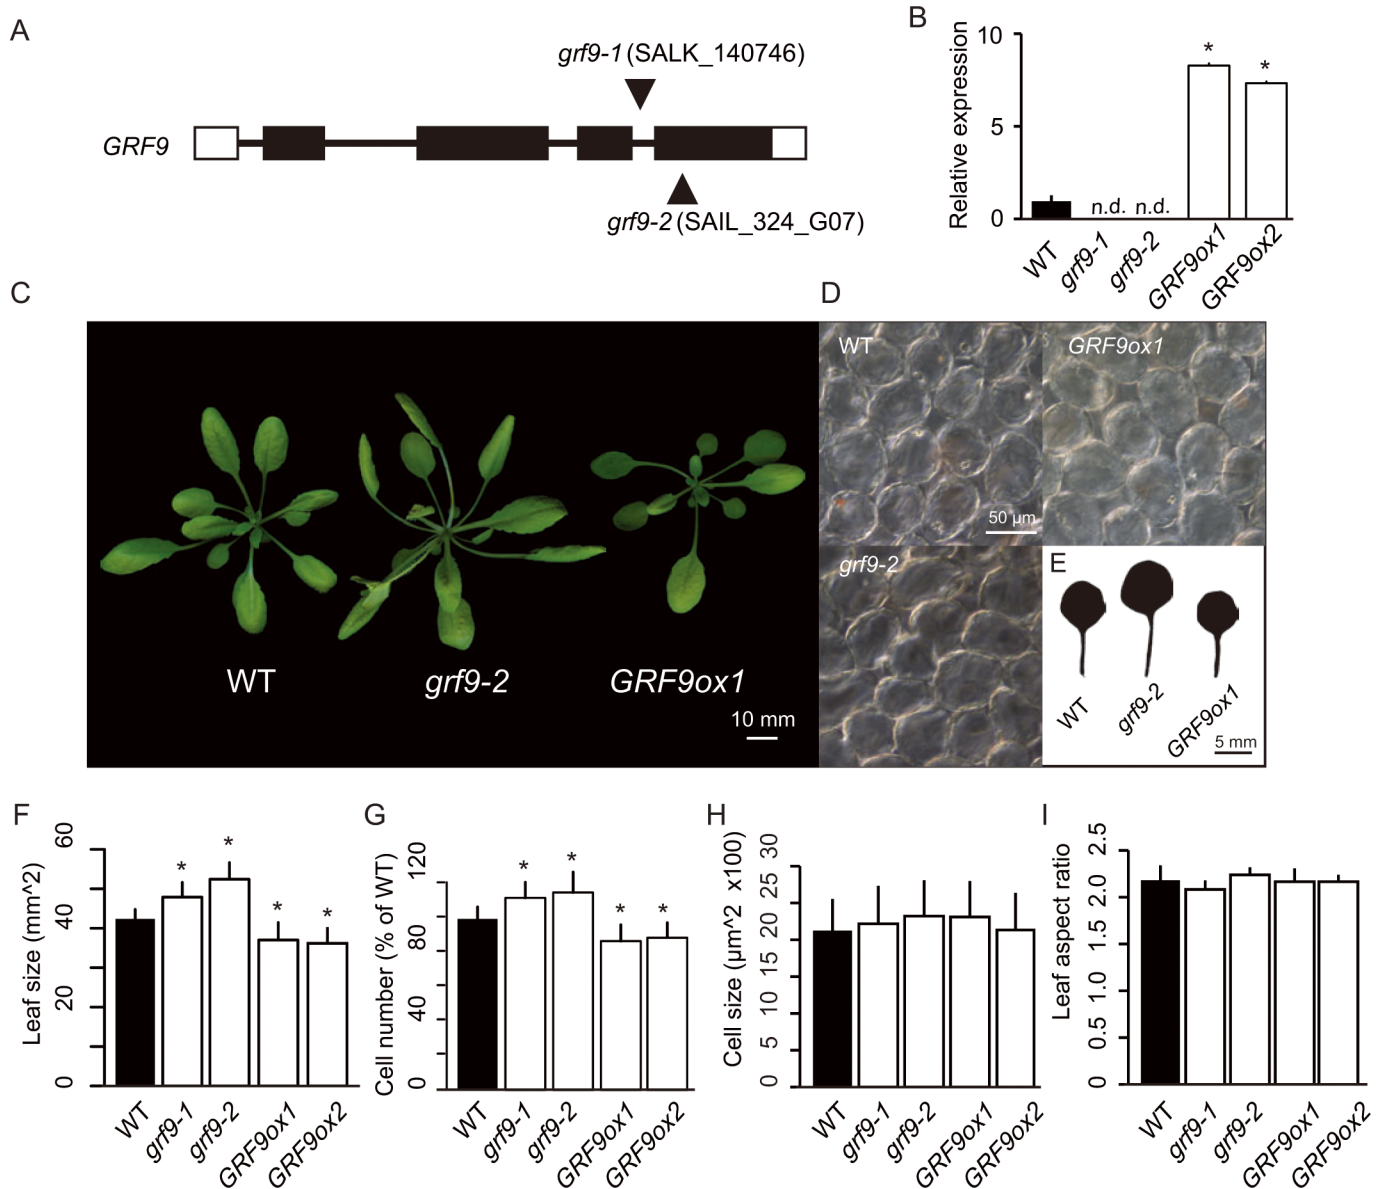 A
grf9-1 (SALK_140746)
GRF9
grf9-2 (SAIL_324_G07)
B
Relative expression
10
5
0
*
*
n.d. n.d.
WT
grf9-1
grf9-2
GRF9ox1
GRF9ox2
C
WT
grf9-2
GRF9ox1
10 mm
D
WT
GRF9ox1
50 µm
grf9-2
E
WT
grf9-2
GRF9ox1
5 mm
F
Leaf size (mm^2)
60
40
20
0
*
*
*
*
WT
grf9-1
grf9-2
GRF9ox1
GRF9ox2
G
Cell number (% of WT)
120
80
40
0
*
*
*
*
WT
grf9-1
grf9-2
GRF9ox1
GRF9ox2
H
Cell size (µm^2 x100)
30
25
20
15
10
5
0
WT
grf9-1
grf9-2
GRF9ox1
GRF9ox2
I
Leaf aspect ratio
2.5
2.0
1.5
1.0
0.5
0
WT
grf9-1
grf9-2
GRF9ox1
GRF9ox2